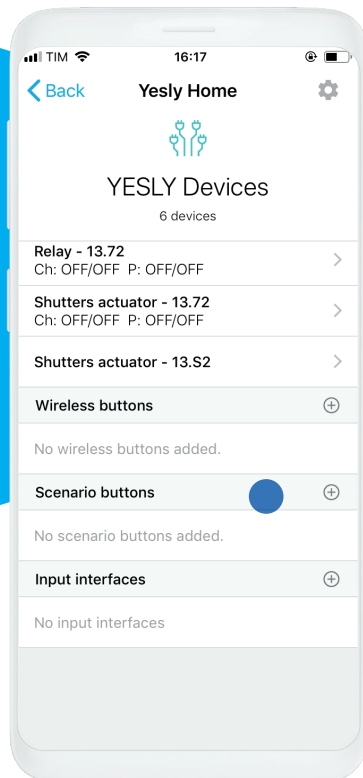 TIM 16:17
Back Yesly Home
YESLY Devices
6 devices
Relay - 13.72
Ch: OFF/OFF P: OFF/OFF
Shutters actuator - 13.72
Ch: OFF/OFF P: OFF/OFF
Shutters actuator - 13.S2
Wireless buttons
No wireless buttons added.
Scenario buttons
No scenario buttons added.
Input interfaces
No input interfaces